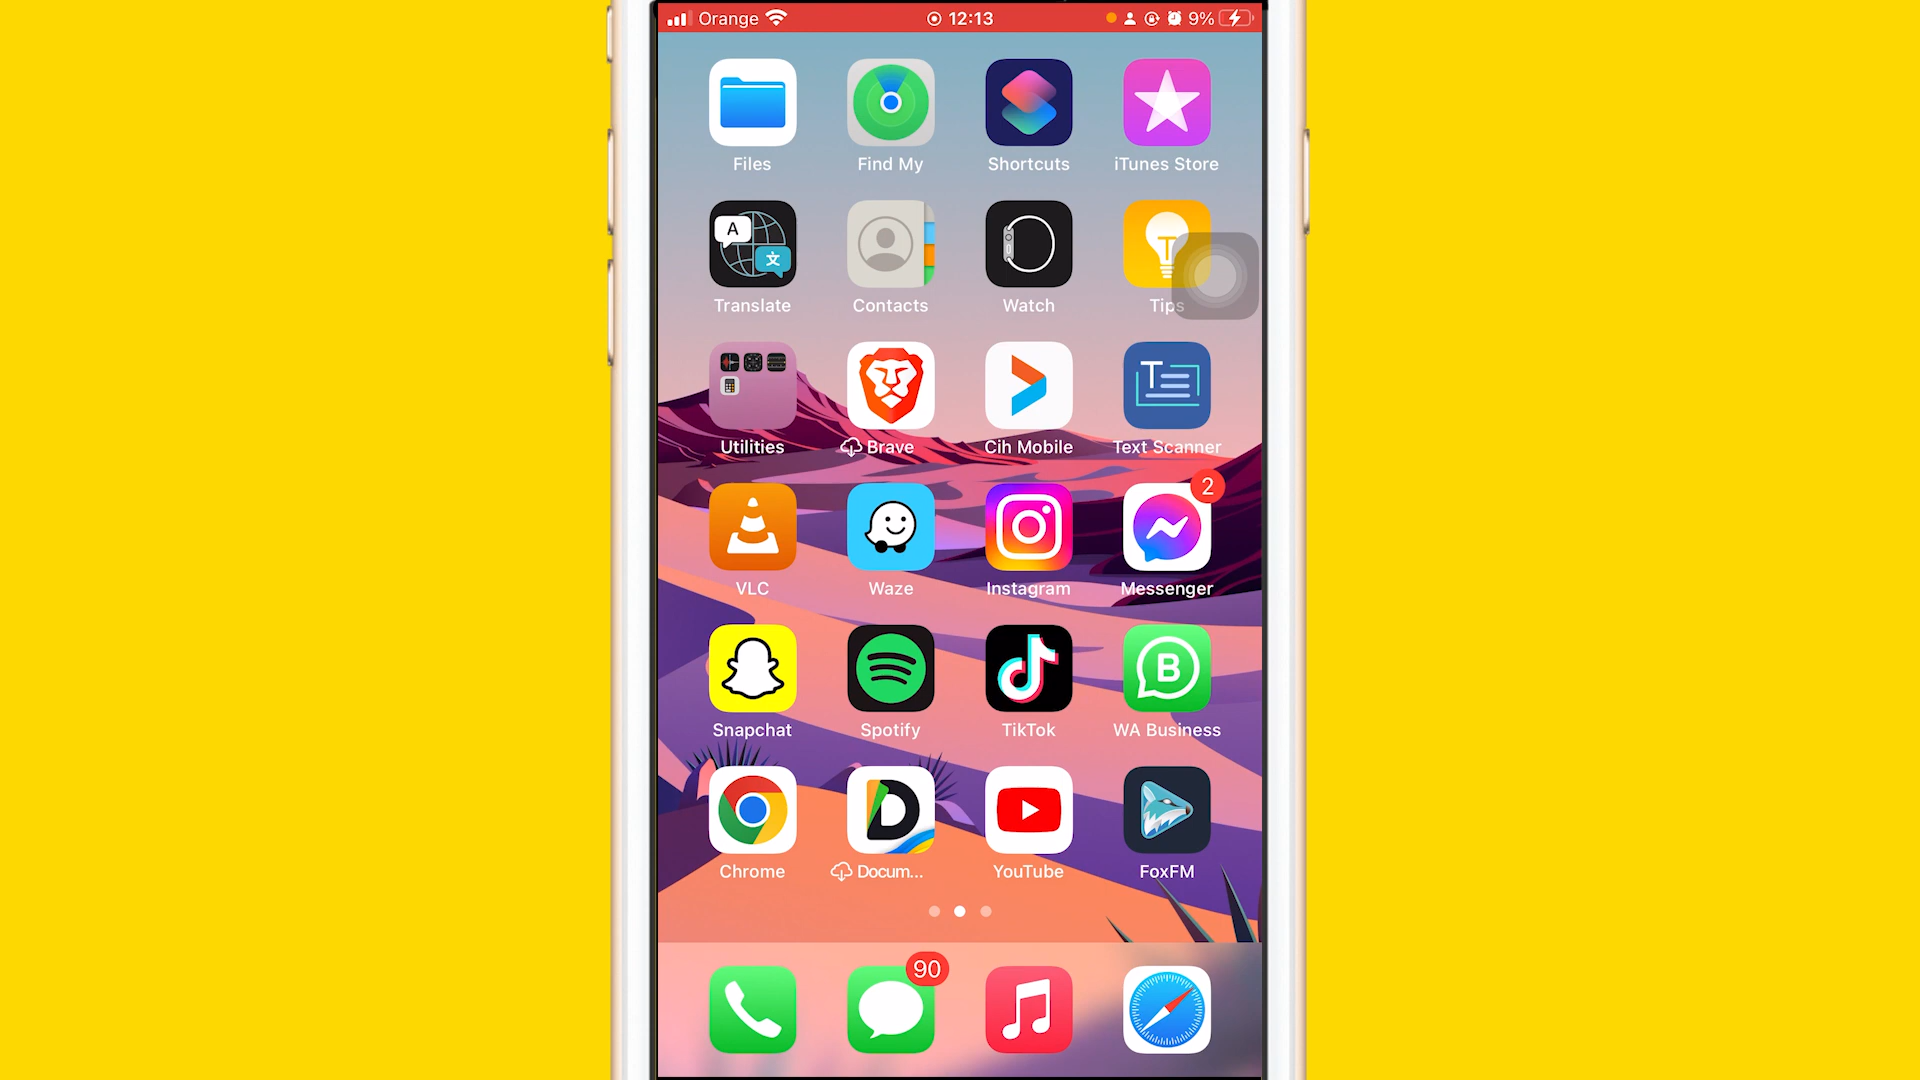 Orange 12:13 9%
Files Find My Shortcuts iTunes Store
A 文 T
Translate Contacts Watch Tips
T
Utilities Brave Cih Mobile Text Scanner
2
VLC Waze Instagram Messenger
B
Snapchat Spotify TikTok WA Business
D
Chrome Docum... YouTube FoxFM
90